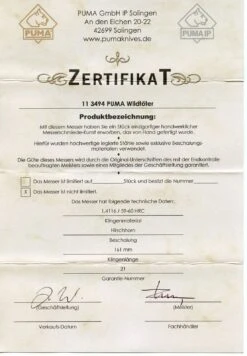 PUMA GmbH IP Solingen
An den Eichen 20-22
42699 Solingen
www.pumaknives.de
PUMA
PUMA IP
ZERTIFIKAT
11 3494 PUMA Wildtöter
Produktbezeichnung:
Mit diesem Messer haben Sie ein Stück einzigartiger handwerklicher
Messerschmiede-Kunst erworben, das von Hand gefertigt wurde.
Hierfür wurden hochwertige legierte Stähle sowie exklusive Beschalungs-
materialien verwendet.
Die Güte dieses Messers wird durch die Original-Unterschriften des mit der Endkontrolle
beauftragten Meisters sowie eines Mitgliedes der Geschäftsleitung garantiert.
Das Messer ist limitiert auf Stück und besitzt die Nummer
X Das Messer ist nicht limitiert.
Das Messer hat folgende technische Daten:
1.4116 / 55-60 HRC
Klingenmaterial
Hirschhorn
Beschalung
161 mm
Klingenlänge
21
Garantie-Nummer
(Geschäftsleitung)
(Meister)
Verkaufs-Datum
Fachhändler